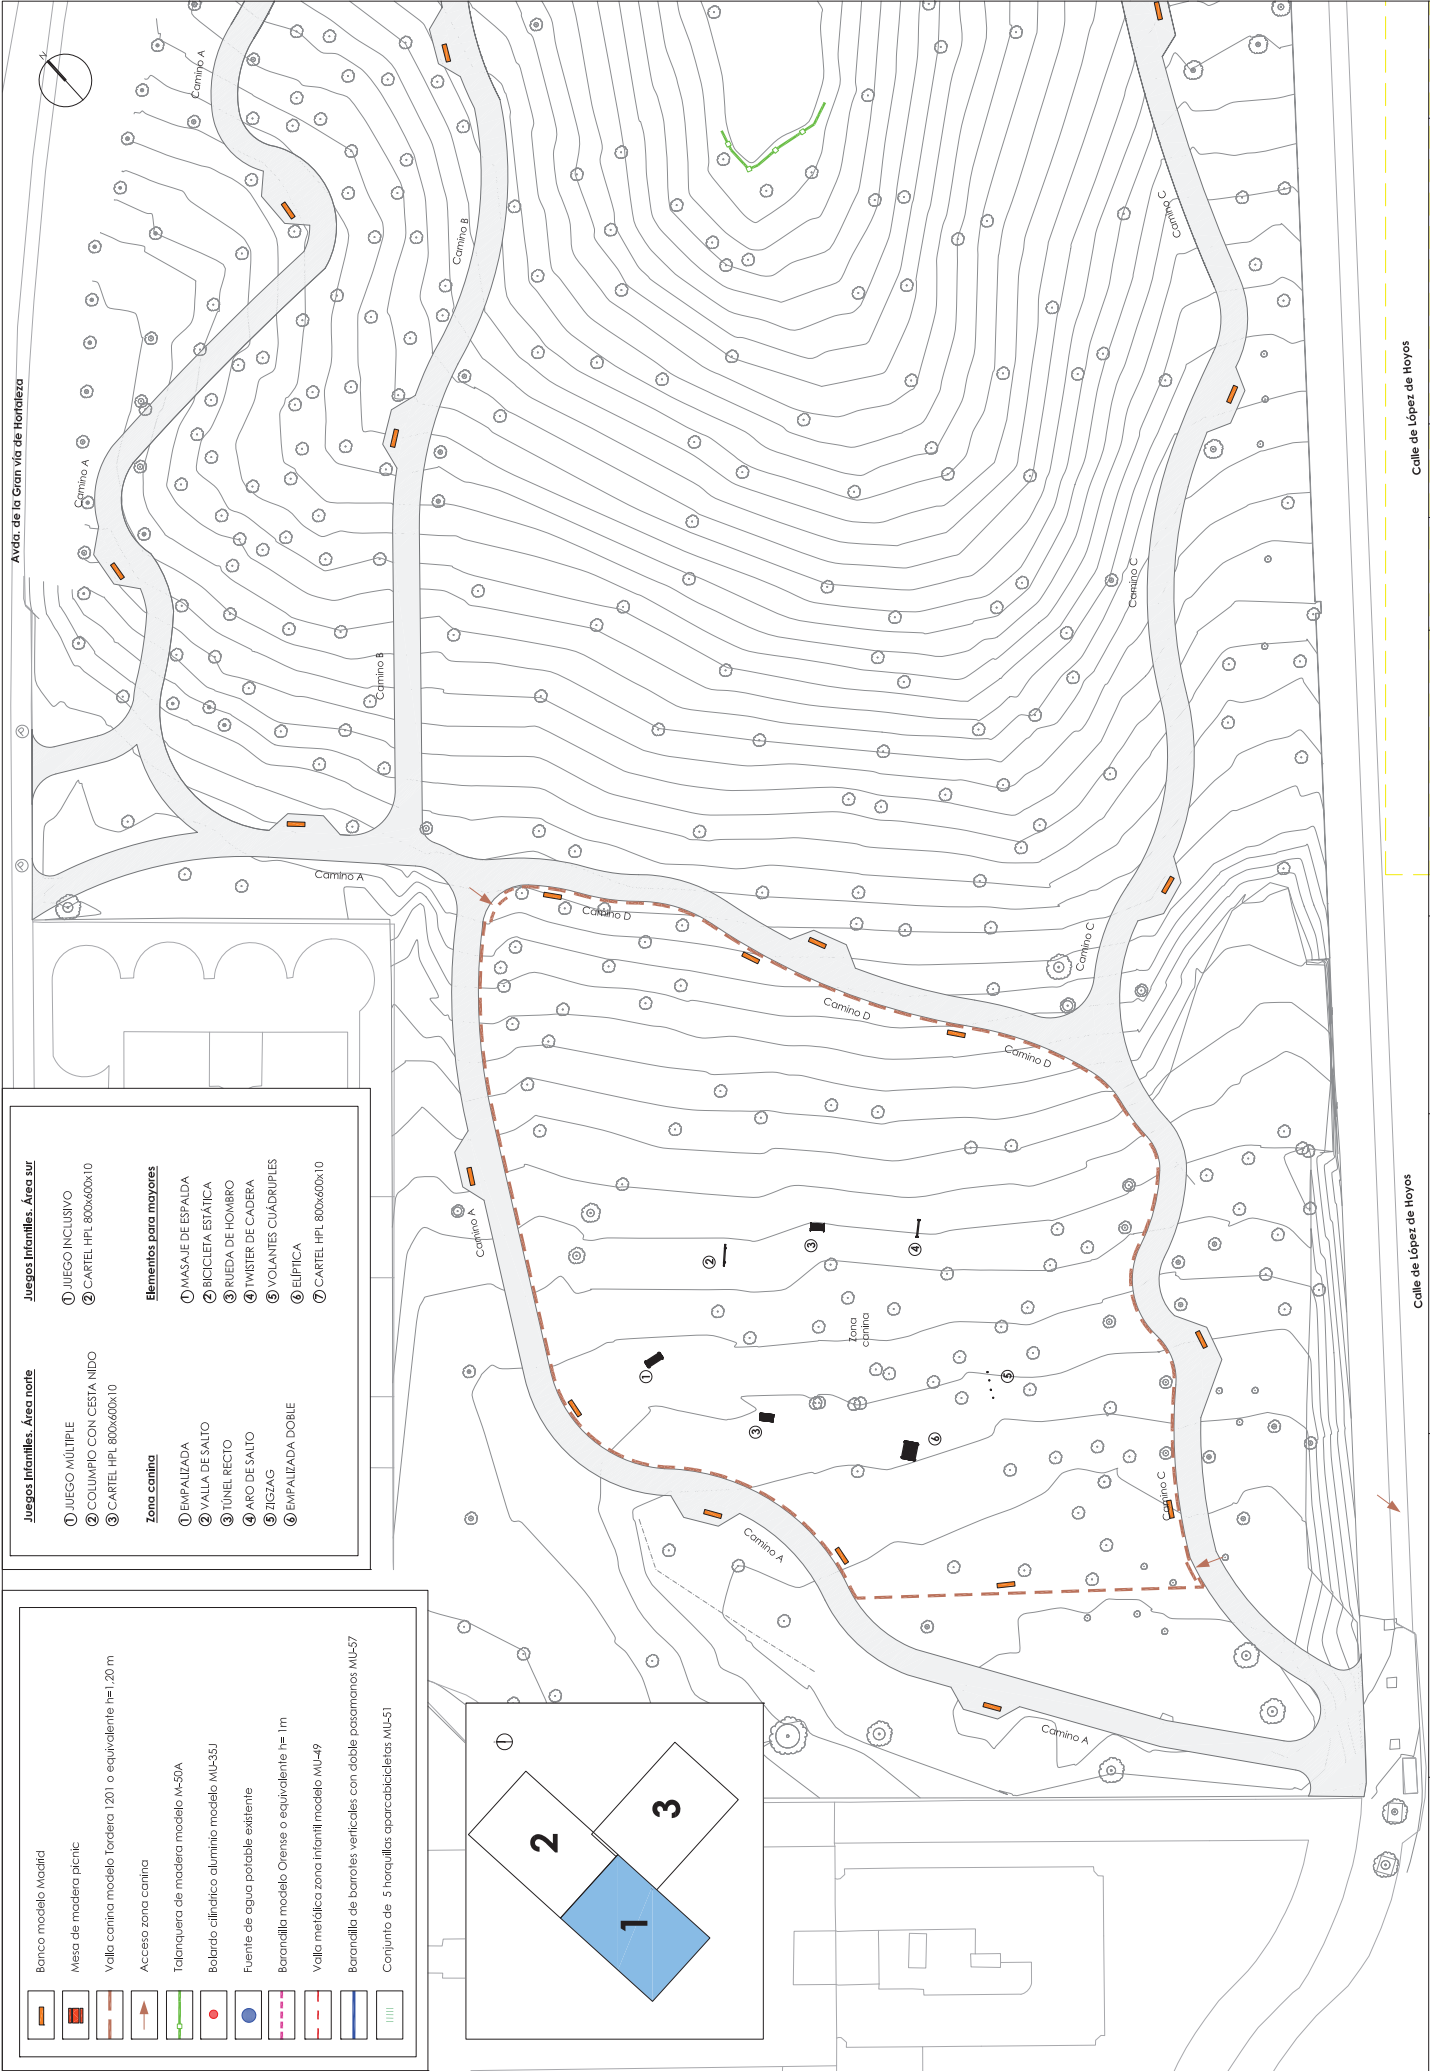 Avda. de la Gran vía de Hortaleza
N
Camino A
Camino B
Camino C
Camino A
Camino B
Camino C
Camino C
Camino A
Camino D
Camino D
Camino D
Camino A
Camino C
Camino A
Camino A
Zona
canina
1
2
3
3
4
5
6
Calle de López de Hoyos
Calle de López de Hoyos
Juegos Infantiles. Área norte
1 JUEGO MÚLTIPLE
2 COLUMPIO CON CESTA NIDO
3 CARTEL HPL 800x600x10
Zona canina
1 EMPALIZADA
2 VALLA DE SALTO
3 TÚNEL RECTO
4 ARO DE SALTO
5 ZIGZAG
6 EMPALIZADA DOBLE
Juegos Infantiles. Área sur
1 JUEGO INCLUSIVO
2 CARTEL HPL 800x600x10
Elementos para mayores
1 MASAJE DE ESPALDA
2 BICICLETA ESTÁTICA
3 RUEDA DE HOMBRO
4 TWISTER DE CADERA
5 VOLANTES CUÁDRUPLES
6 ELÍPTICA
7 CARTEL HPL 800x600x10
Banco modelo Madrid
Mesa de madera picnic
Valla canina modelo Tordera 1201 o equivalente h=1,20 m
Acceso zona canina
Talanquera de madera modelo M-50A
Bolardo cilíndrico aluminio modelo MU-35J
Fuente de agua potable existente
Barandilla modelo Orense o equivalente h= 1m
Valla metálica zona infantil modelo MU-49
Barandilla de barrotes verticales con doble pasamanos MU-57
Conjunto de 5 horquillas aparcabicicletas MU-51
1
2
3